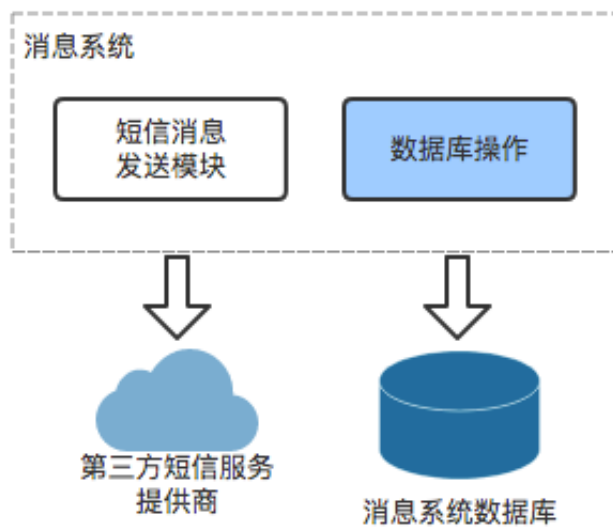 消息系统
短信消息
发送模块
数据库操作
第三方短信服务
提供商
消息系统数据库